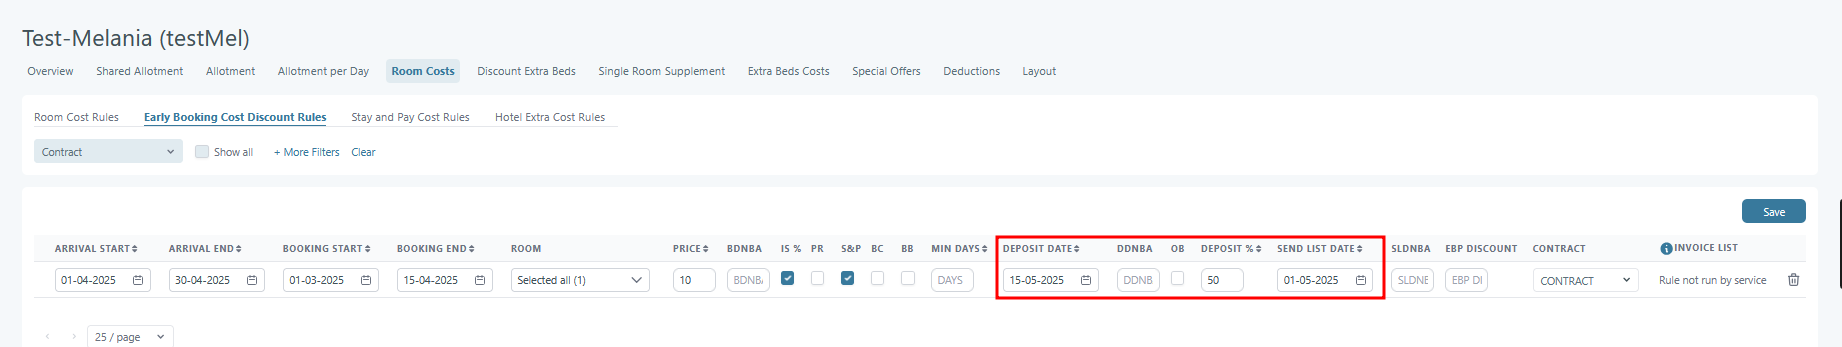 Test-Melania (testMel)
Overview Shared Allotment Allotment Allotment per Day Room Costs Discount Extra Beds Single Room Supplement Extra Beds Costs Special Offers Deductions Layout
Room Cost Rules Early Booking Cost Discount Rules Stay and Pay Cost Rules Hotel Extra Cost Rules
Contract Show all + More Filters Clear
Save
ARRIVAL START ARRIVAL END BOOKING START BOOKING END ROOM PRICE BDNBA IS % PR S&P BC BB MIN DAYS DEPOSIT DATE DDNBA OB DEPOSIT % SEND LIST DATE SLDNBA EBP DISCOUNT CONTRACT INVOICE LIST
01-04-2025 30-04-2025 01-03-2025 15-04-2025 Selected all (1) 10 BDNBA DAYS 15-05-2025 DDNB 50 01-05-2025 SLDNE EBP DI CONTRACT Rule not run by service
25 / page